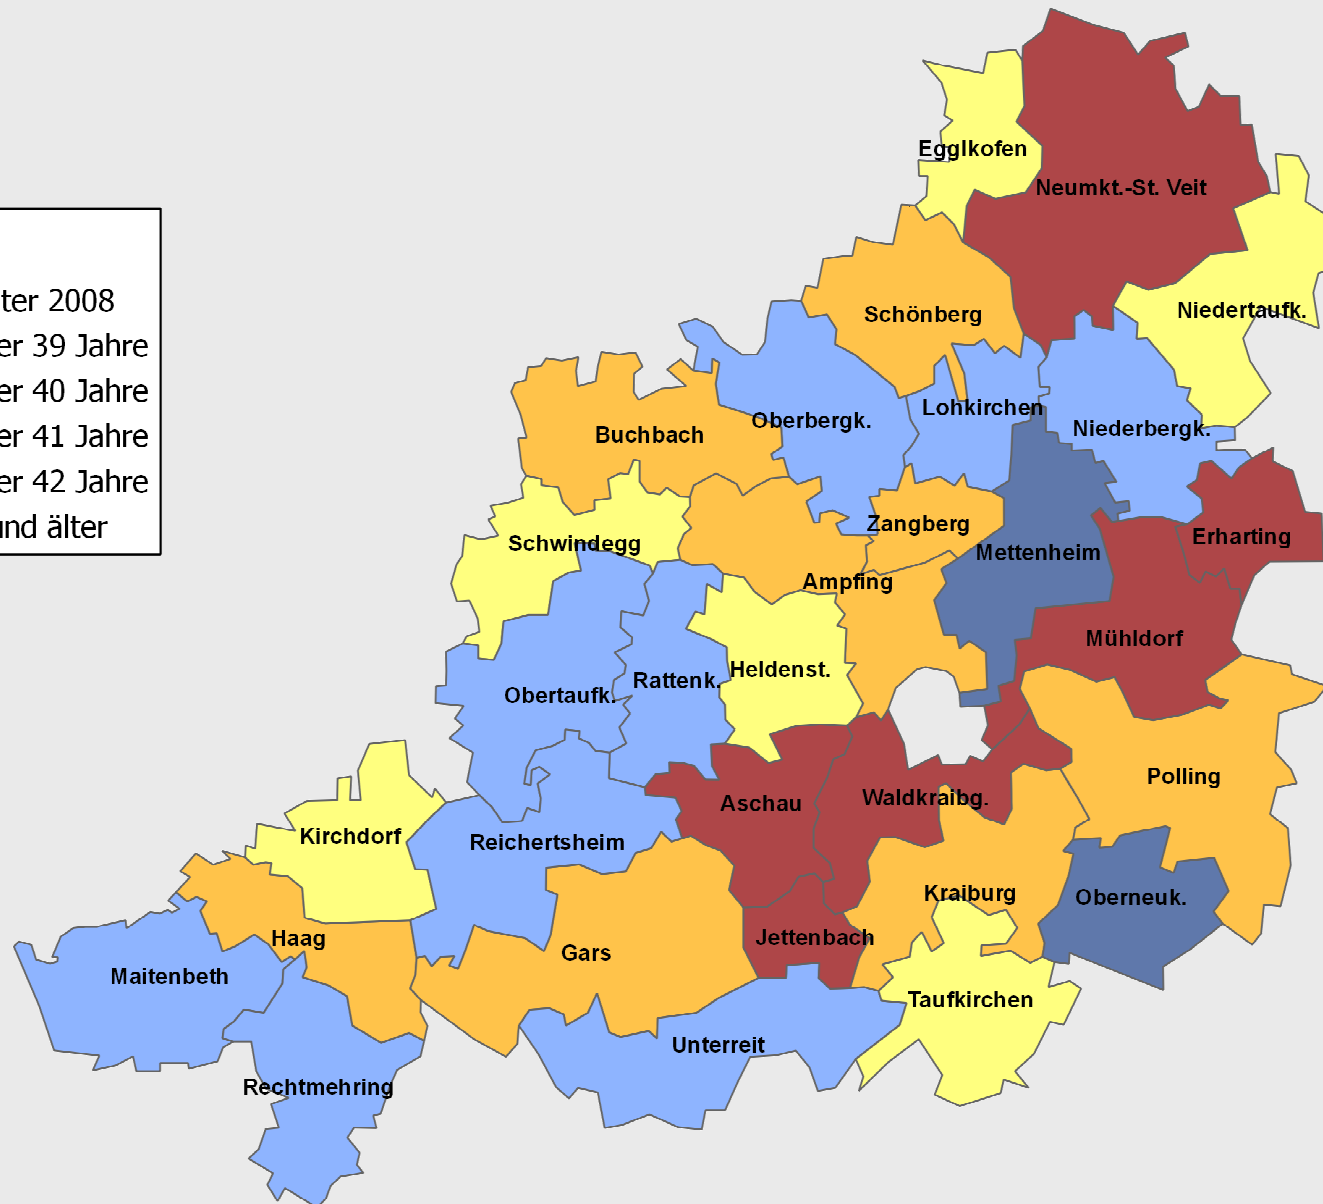 ter 2008
er 39 Jahre
er 40 Jahre
er 41 Jahre
er 42 Jahre
und älter
Egglkofen
Neumkt.-St. Veit
Niedertaufk.
Schönberg
Lohkirchen
Oberbergk.
Niederbergk.
Buchbach
Zangberg
Erharting
Schwindegg
Mettenheim
Ampfing
Mühldorf
Heldenst.
Rattenk.
Obertaufk.
Polling
Waldkraibg.
Aschau
Kirchdorf
Reichertsheim
Kraiburg
Oberneuk.
Haag
Jettenbach
Gars
Maitenbeth
Taufkirchen
Unterreit
Rechtmehring